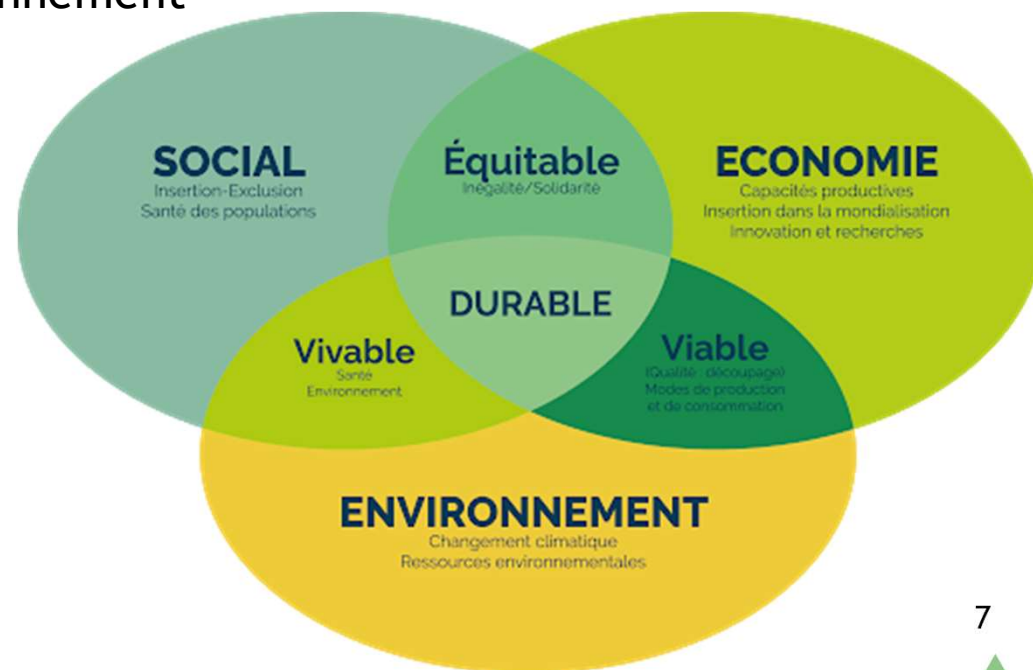 SOCIAL
Insertion-Exclusion
Santé des populations
Équitable
Inégalité/Solidarité
ECONOMIE
Capacités productives
Insertion dans la mondialisation
Innovation et recherches
DURABLE
Vivable
Santé
Environnement
Viable
(Qualité : découpage)
Modes de production
et de consommation
ENVIRONNEMENT
Changement climatique
Ressources environnementales
7